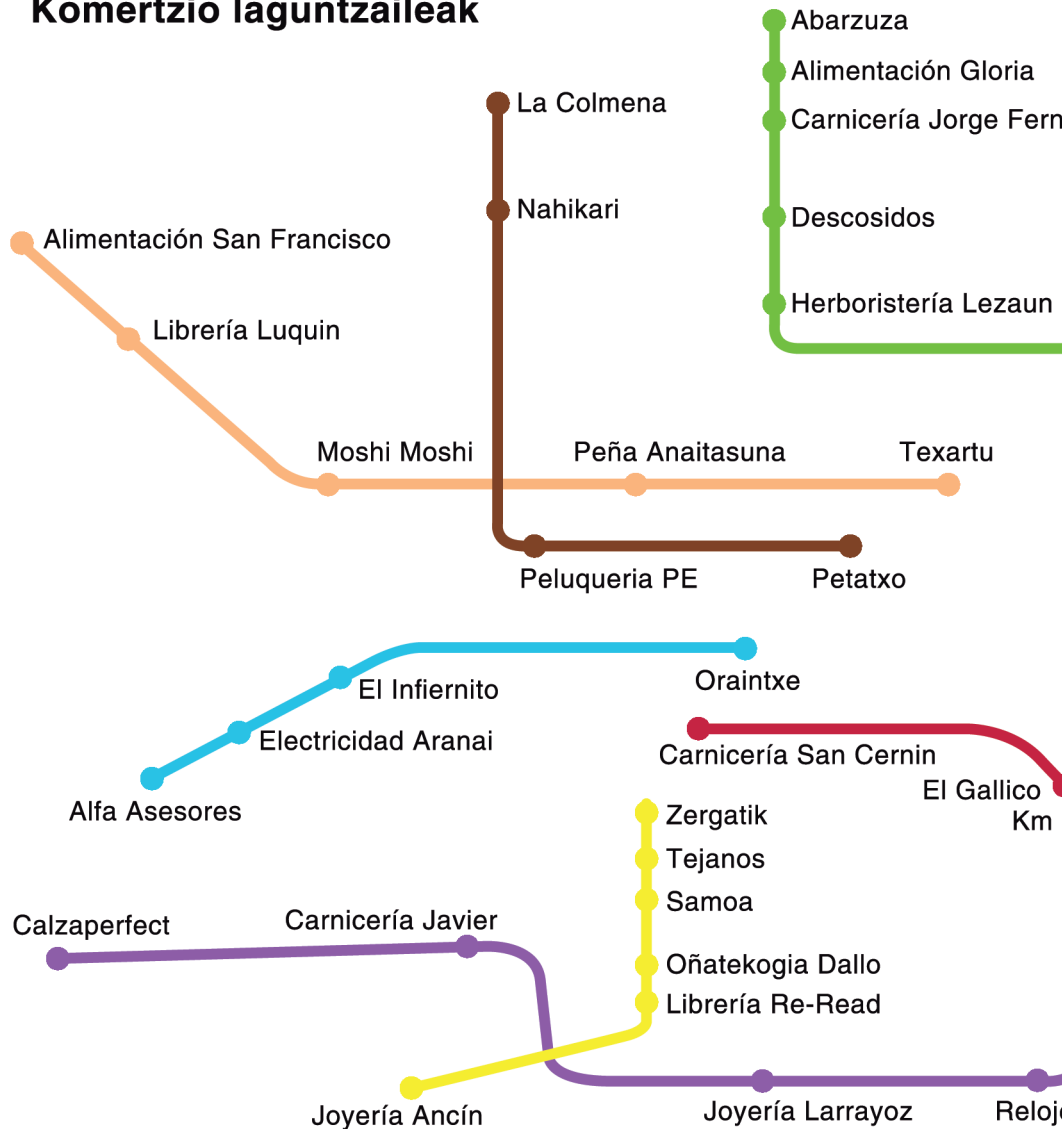 Komertzio laguntzaileak
Abarzuza
Alimentación Gloria
Carnicería Jorge
La Colmena
Nahikari
Descosidos
Alimentación San Francisco
Herboristería Lezaun
Librería Luquin
Moshi Moshi
Peña Anaitasuna
Texartu
Peluqueria PE
Petatxo
Oraintxe
El Infiernito
Electricidad Aranai
Carnicería San Cernin
El Gallico
Km
Alfa Asesores
Zergatik
Tejanos
Samoa
Calzaperfect
Carnicería Javier
Oñatekogia Dallo
Librería Re-Read
Joyería Ancín
Joyería Larrayoz